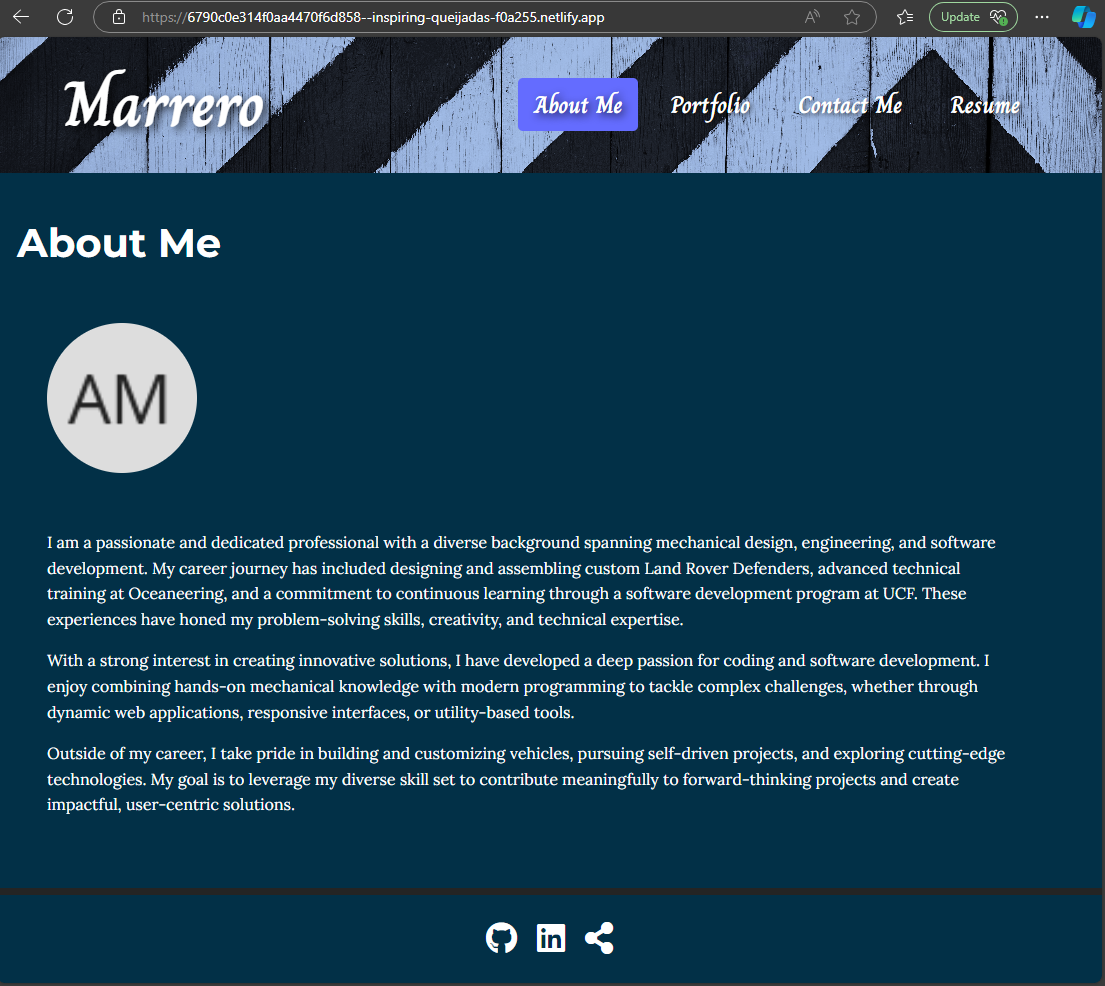 https://6790c0e314f0aa4470f6d858--inspiring-queijadas-f0a255.netlify.app
Update
Marrero
About Me
Portfolio
Contact Me
Resume
About Me
AM
I am a passionate and dedicated professional with a diverse background spanning mechanical design, engineering, and software
development. My career journey has included designing and assembling custom Land Rover Defenders, advanced technical
training at Oceaneering, and a commitment to continuous learning through a software development program at UCF. These
experiences have honed my problem-solving skills, creativity, and technical expertise.
With a strong interest in creating innovative solutions, I have developed a deep passion for coding and software development. I
enjoy combining hands-on mechanical knowledge with modern programming to tackle complex challenges, whether through
dynamic web applications, responsive interfaces, or utility-based tools.
Outside of my career, I take pride in building and customizing vehicles, pursuing self-driven projects, and exploring cutting-edge
technologies. My goal is to leverage my diverse skill set to contribute meaningfully to forward-thinking projects and create
impactful, user-centric solutions.
in